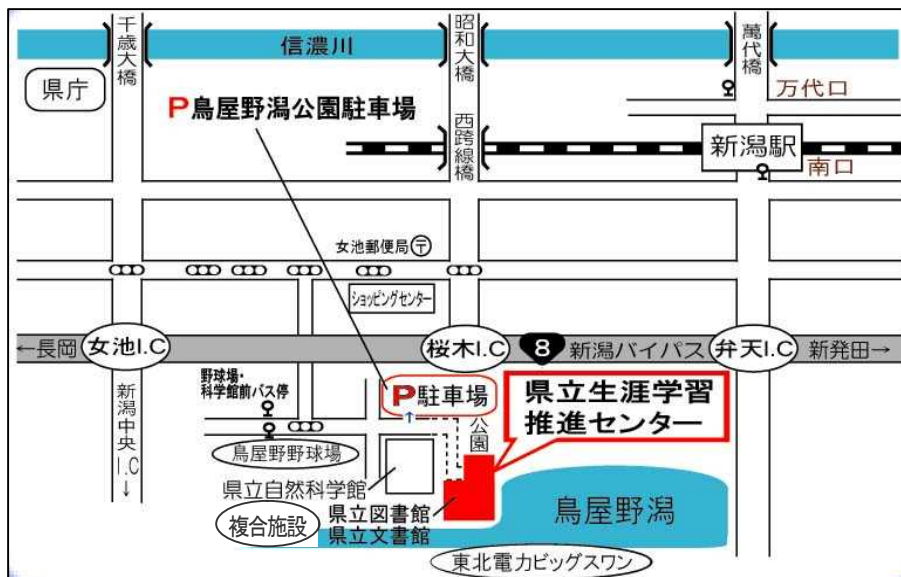 千歳大橋
信濃川
昭和大橋
萬代橋
県庁
P鳥屋野潟公園駐車場
万代口
西跨線橋
新潟駅
南口
女池郵便局〒
ショッピングセンター
←長岡
女池I.C
桜木I.C
8
新潟バイパス
弁天I.C
新発田→
野球場・
科学館前バス停
P駐車場
県立生涯学習
推進センター
新潟中央I.C
↓
↑
公園
鳥屋野野球場
県立自然科学館
複合施設
県立図書館
県立文書館
鳥屋野潟
東北電力ビッグスワン